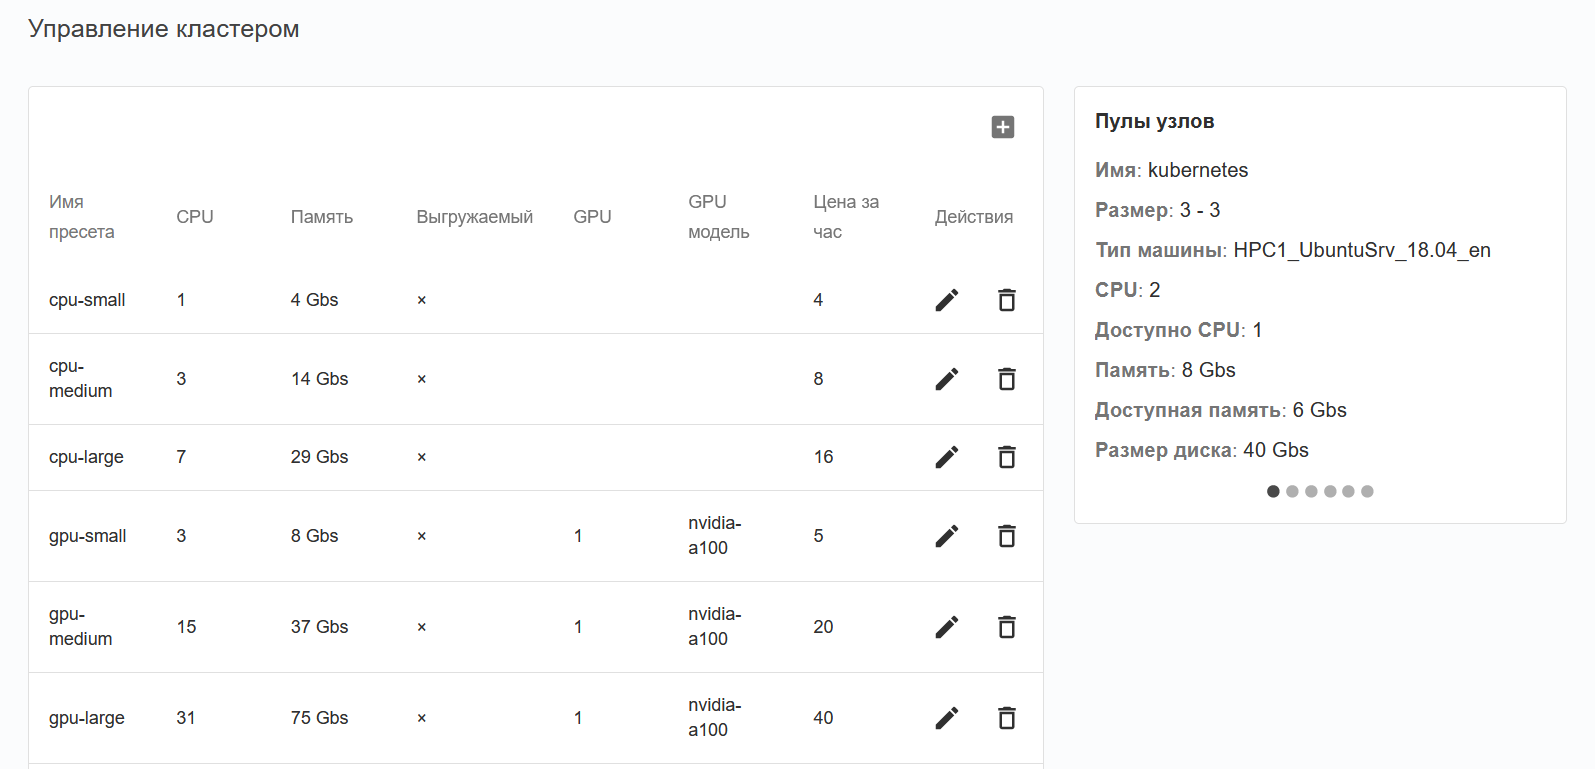 Управление кластером
Имя пресета CPU Память Выгружаемый GPU GPU модель Цена за час Действия
cpu-small 1 4 Gbs × 4
cpu-medium 3 14 Gbs × 8
cpu-large 7 29 Gbs × 16
gpu-small 3 8 Gbs × 1 nvidia-a100 5
gpu-medium 15 37 Gbs × 1 nvidia-a100 20
gpu-large 31 75 Gbs × 1 nvidia-a100 40
Пулы узлов
Имя: kubernetes
Размер: 3 - 3
Тип машины: HPC1_UbuntuSrv_18.04_en
CPU: 2
Доступно CPU: 1
Память: 8 Gbs
Доступная память: 6 Gbs
Размер диска: 40 Gbs